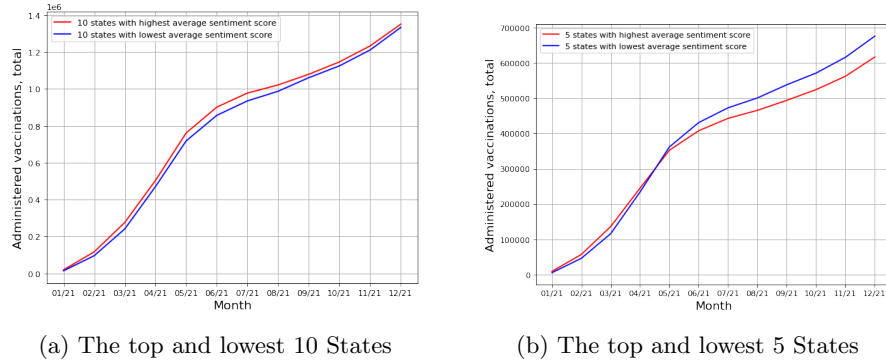 1e6
10 states with highest average sentiment score
10 states with lowest average sentiment score
Administered vaccinations, total
1.4
1.2
1.0
0.8
0.6
0.4
0.2
0.0
01/21 02/21 03/21 04/21 05/21 06/21 07/21 08/21 09/21 10/21 11/21 12/21
Month
(a) The top and lowest 10 States
5 states with highest average sentiment score
5 states with lowest average sentiment score
Administered vaccinations, total
700000
600000
500000
400000
300000
200000
100000
0
01/21 02/21 03/21 04/21 05/21 06/21 07/21 08/21 09/21 10/21 11/21 12/21
Month
(b) The top and lowest 5 States